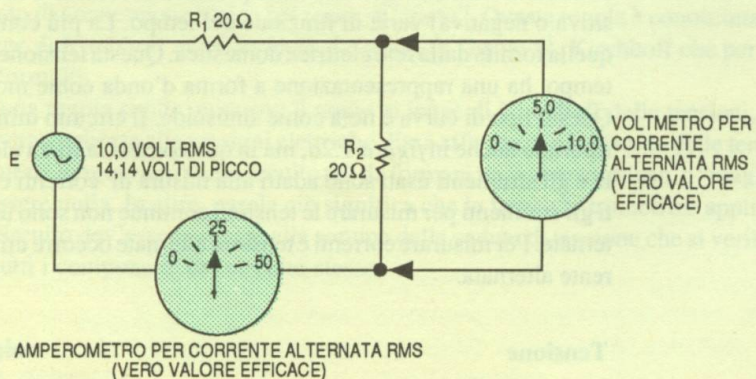 R1 20 Ω
E
10,0 VOLT RMS
14,14 VOLT DI PICCO
R2
20 Ω
0
5,0
10,0
VOLTMETRO PER
CORRENTE
ALTERNATA RMS
(VERO VALORE
EFFICACE)
0
25
50
AMPEROMETRO PER CORRENTE ALTERNATA RMS
(VERO VALORE EFFICACE)